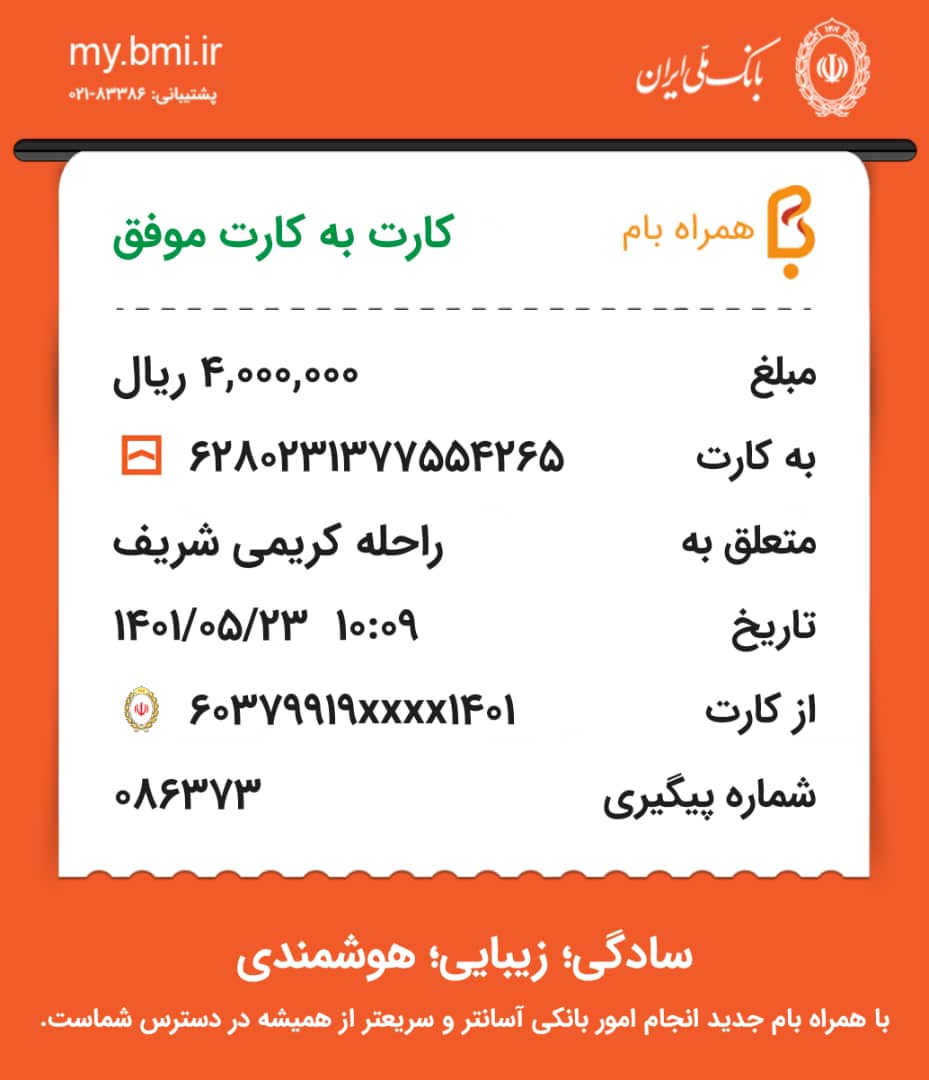 my.bmi.ir
پشتیبانی: ۸۳۳۸۶-۰۲۱
بانک ملّی ایران
همراه بام
کارت به کارت موفق
مبلغ ۴,۰۰۰,۰۰۰ ریال
به کارت ۶۲۸۰۲۳۱۳۷۷۵۵۴۲۶۵
متعلق به راحله کریمی شریف
تاریخ ۱۴۰۱/۰۵/۲۳ ۱۰:۰۹
از کارت ۶۰۳۷۹۹۱۹xxxx۱۴۰۱
شماره پیگیری ۰۸۶۳۷۳
سادگی؛ زیبایی؛ هوشمندی
با همراه بام جدید انجام امور بانکی آسانتر و سریعتر از همیشه در دسترس شماست.